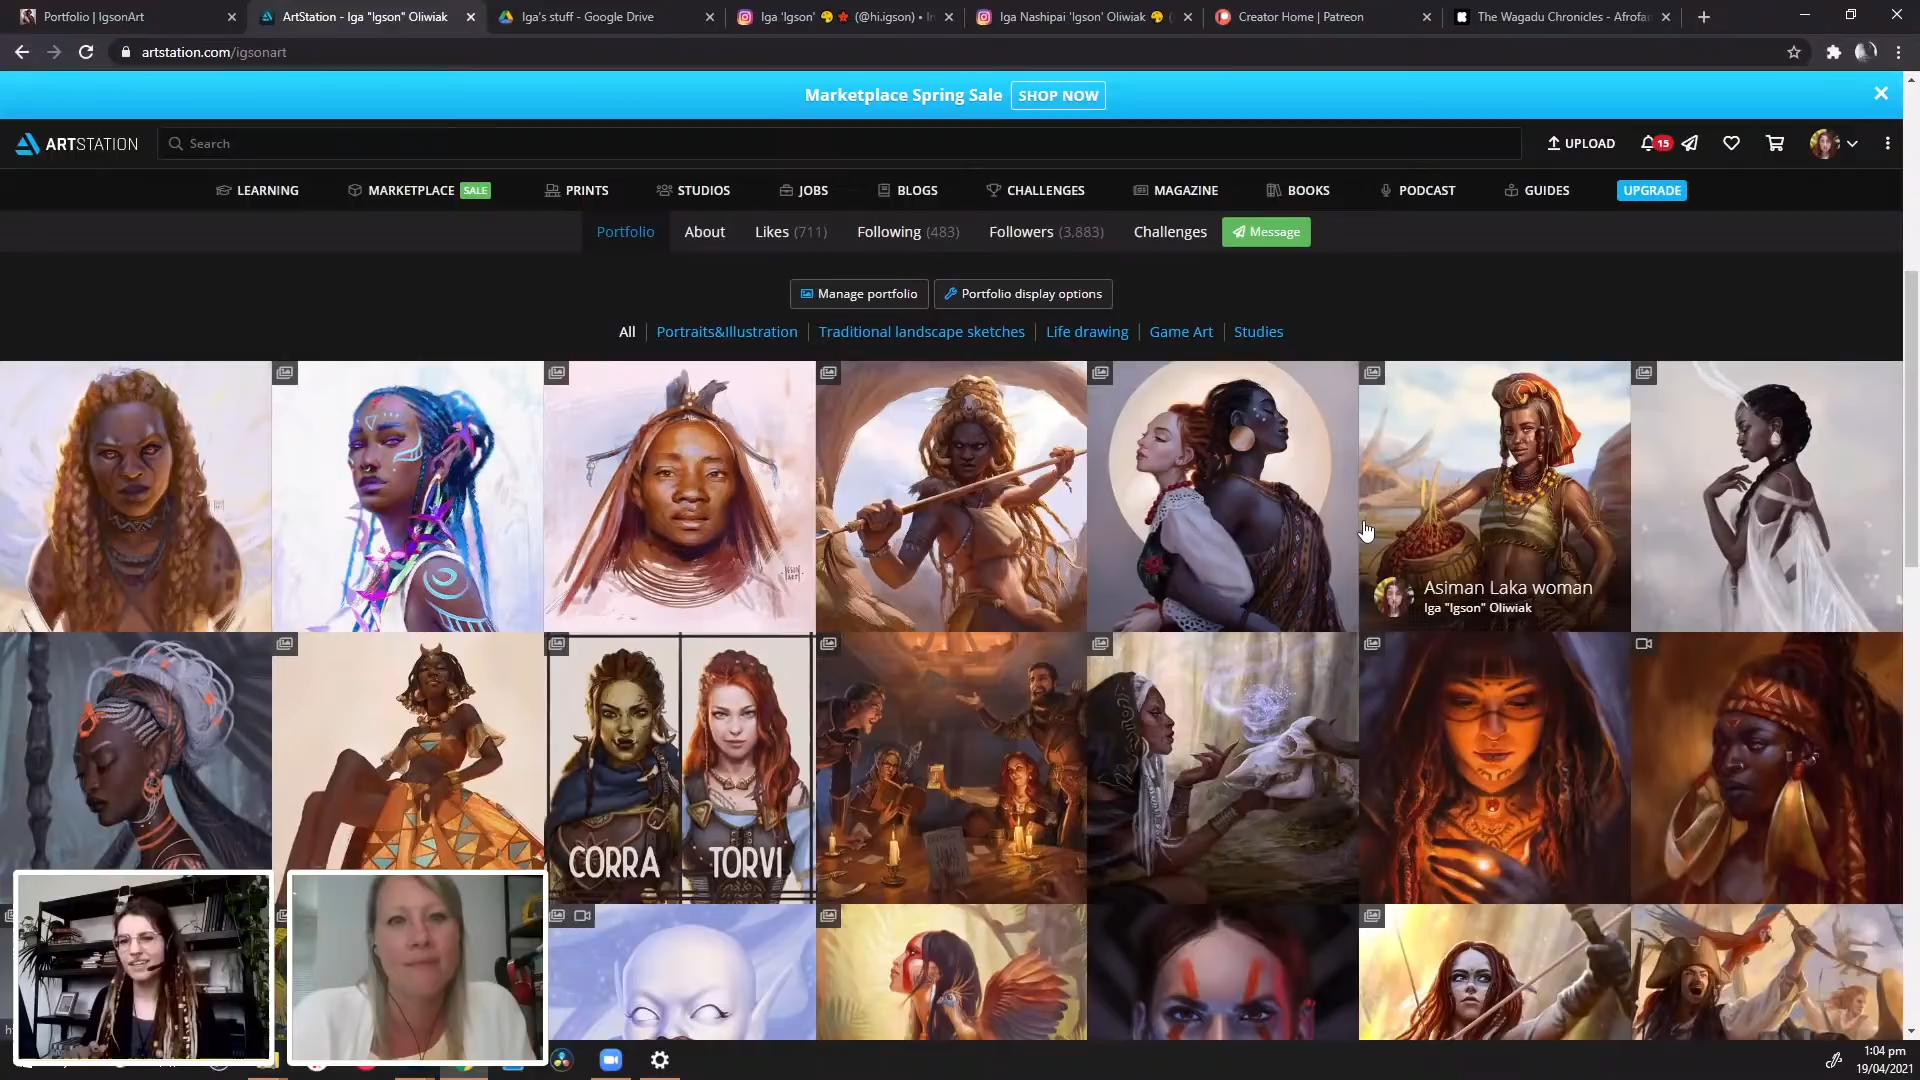 Portfolio | IgsonArt
ArtStation - Iga "Igson" Oliwiak
Iga's stuff - Google Drive
Iga 'Igson'
(@hi.igson) • In
Iga Nashipai 'Igson' Oliwiak
Creator Home | Patreon
The Wagadu Chronicles - Afrofan
artstation.com/igsonart
Marketplace Spring Sale
SHOP NOW
ARTSTATION
Search
UPLOAD
15
LEARNING
MARKETPLACE SALE
PRINTS
STUDIOS
JOBS
BLOGS
CHALLENGES
MAGAZINE
BOOKS
PODCAST
GUIDES
UPGRADE
Portfolio
About
Likes (711)
Following (483)
Followers (3,883)
Challenges
Message
Manage portfolio
Portfolio display options
All
Portraits&Illustration
Traditional landscape sketches
Life drawing
Game Art
Studies
Asiman Laka woman
Iga "Igson" Oliwiak
CORRA
TORVI
1:04 pm
19/04/2021